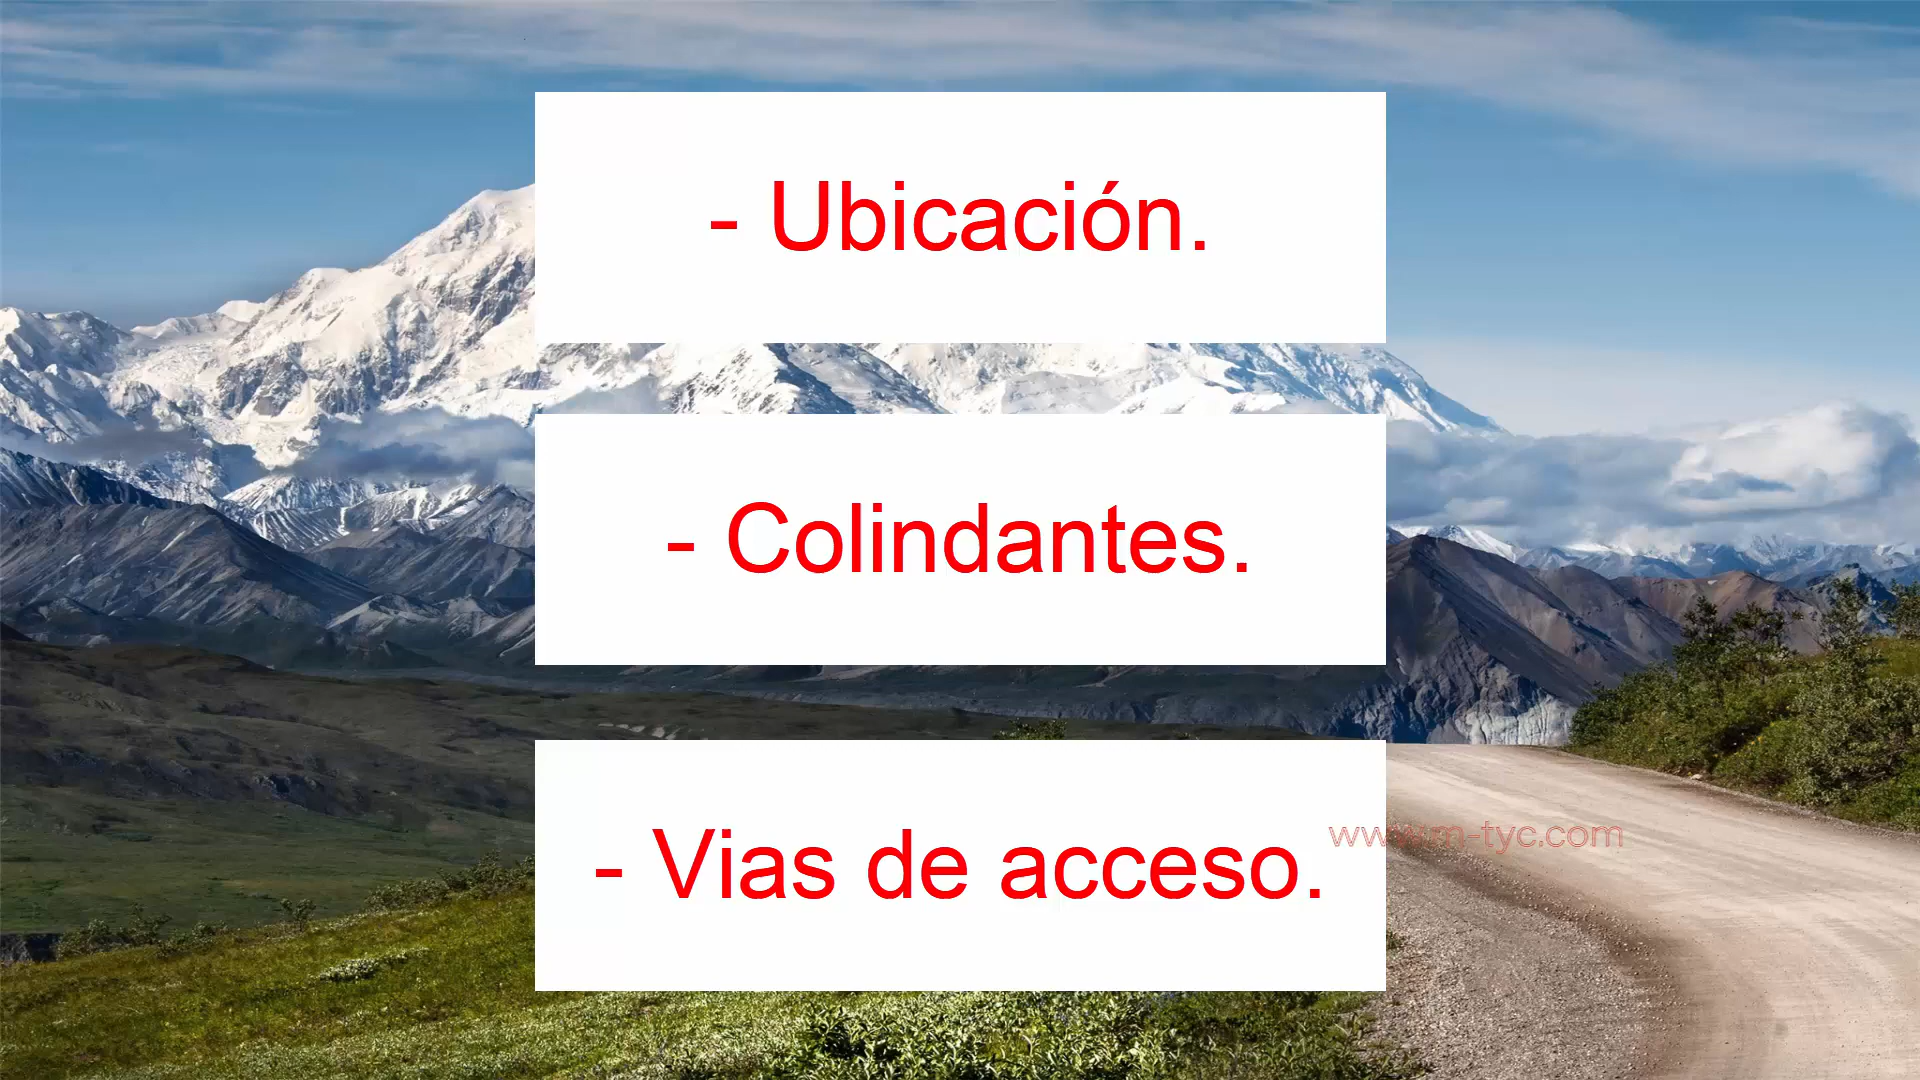 - Ubicación.
- Colindantes.
- Vias de acceso.
www.m-tyc.com